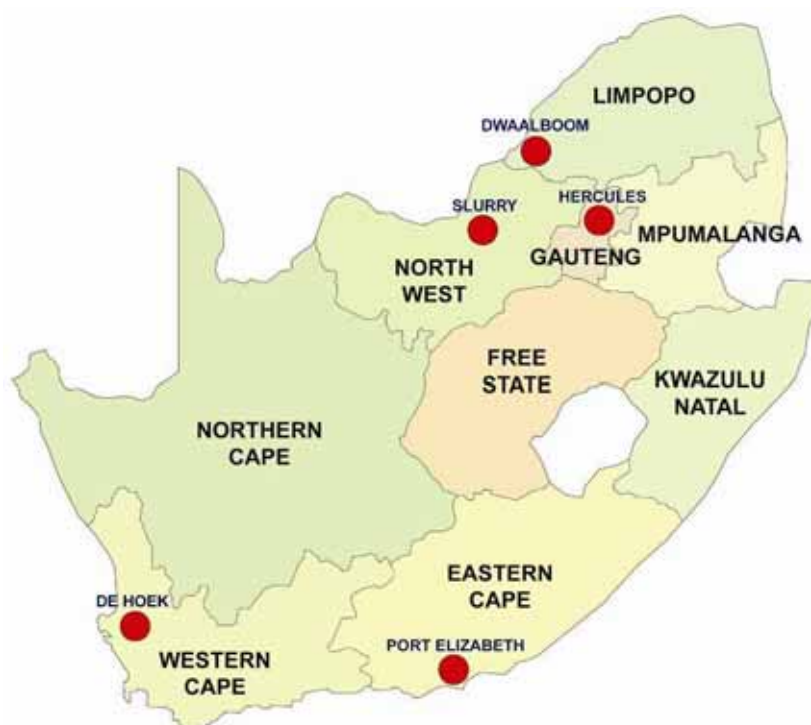 LIMPOPO
DWAALBOOM
SLURRY
HERCULES
MPUMALANGA
GAUTENG
NORTH
WEST
FREE
STATE
KWAZULU
NATAL
NORTHERN
CAPE
EASTERN
CAPE
DE HOEK
PORT ELIZABETH
WESTERN
CAPE